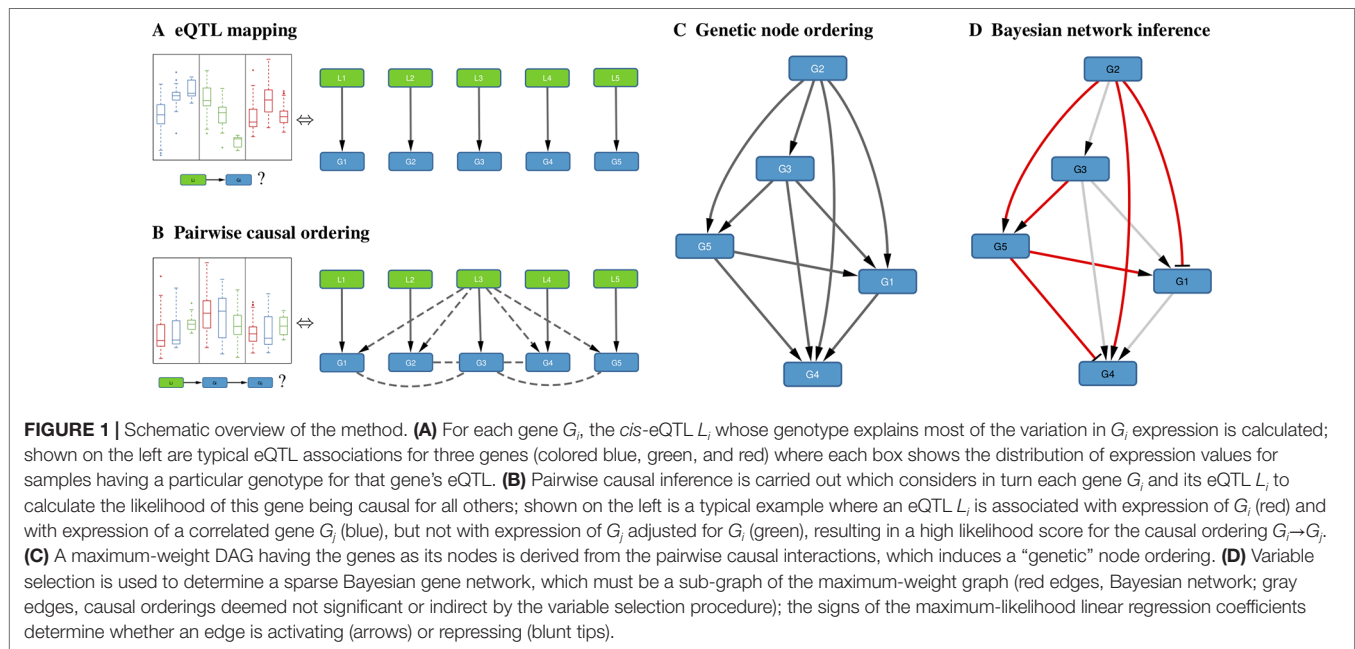 A eQTL mapping
L1 L2 L3 L4 L5
G1 G2 G3 G4 G5
⇔
?
B Pairwise causal ordering
L1 L2 L3 L4 L5
G1 G2 G3 G4 G5
⇔
?
C Genetic node ordering
G2
G3
G5
G1
G4
D Bayesian network inference
G2
G3
G5
G1
G4
FIGURE 1 | Schematic overview of the method. (A) For each gene Gi, the cis-eQTL Li whose genotype explains most of the variation in Gi expression is calculated;
shown on the left are typical eQTL associations for three genes (colored blue, green, and red) where each box shows the distribution of expression values for
samples having a particular genotype for that gene's eQTL. (B) Pairwise causal inference is carried out which considers in turn each gene Gi and its eQTL Li to
calculate the likelihood of this gene being causal for all others; shown on the left is a typical example where an eQTL Li is associated with expression of Gi (red) and
with expression of a correlated gene Gj (blue), but not with expression of Gj adjusted for Gi (green), resulting in a high likelihood score for the causal ordering Gi→Gj.
(C) A maximum-weight DAG having the genes as its nodes is derived from the pairwise causal interactions, which induces a “genetic” node ordering. (D) Variable
selection is used to determine a sparse Bayesian gene network, which must be a sub-graph of the maximum-weight graph (red edges, Bayesian network; gray
edges, causal orderings deemed not significant or indirect by the variable selection procedure); the signs of the maximum-likelihood linear regression coefficients
determine whether an edge is activating (arrows) or repressing (blunt tips).